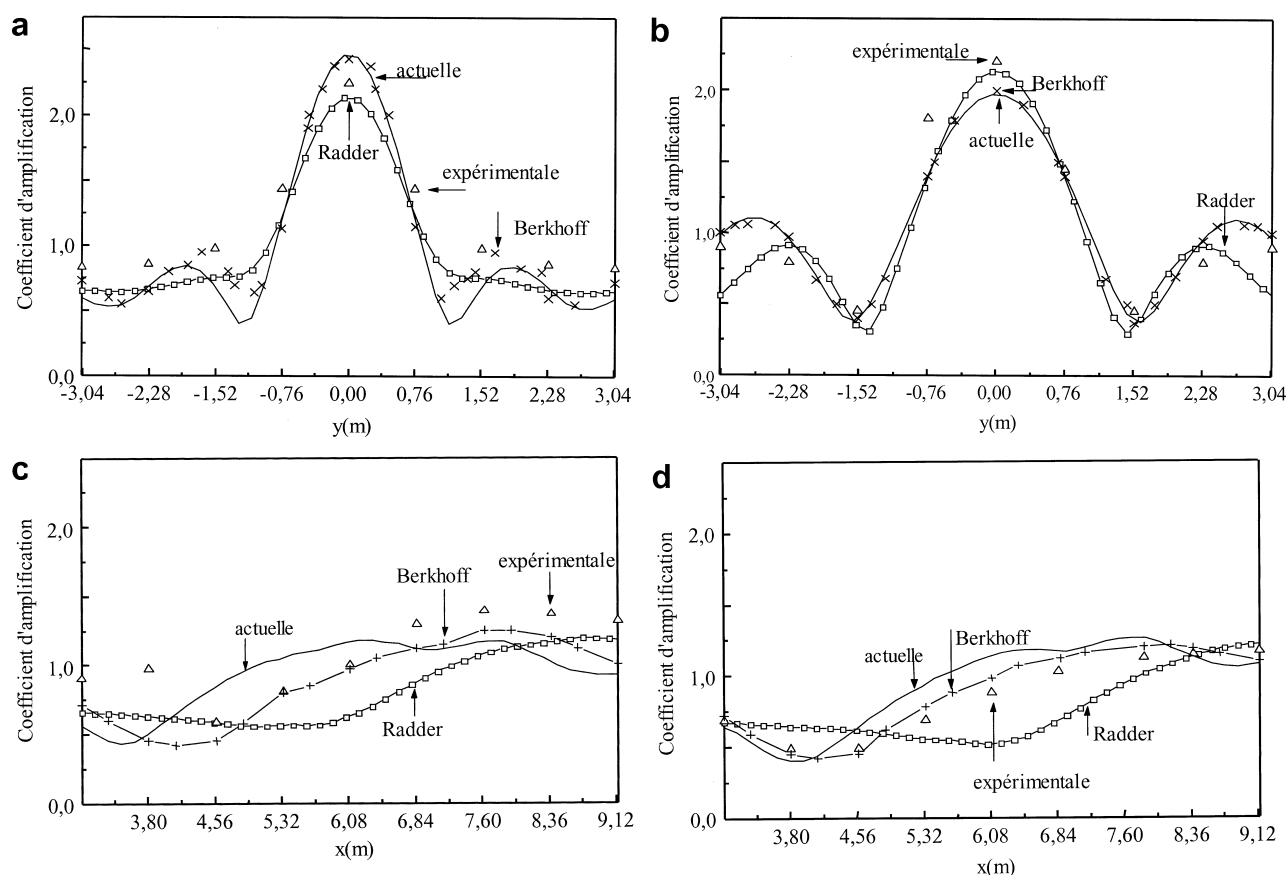 a
Coefficient d'amplification
2,0
1,0
0,0
actuelle
Radder
expérimentale
Berkhoff
-3,04 -2,28 -1,52 -0,76 0,00 0,76 1,52 2,28 3,04
y(m)
b
Coefficient d'amplification
2,0
1,0
0,0
expérimentale
Berkhoff
actuelle
Radder
-3,04 -2,28 -1,52 -0,76 0,00 0,76 1,52 2,28 3,04
y(m)
c
Coefficient d'amplification
2,0
1,0
0,0
actuelle
Berkhoff
expérimentale
Radder
3,80 4,56 5,32 6,08 6,84 7,60 8,36 9,12
x(m)
d
Coefficient d'amplification
2,0
1,0
0,0
actuelle
Berkhoff
Radder
expérimentale
3,80 4,56 5,32 6,08 6,84 7,60 8,36 9,12
x(m)